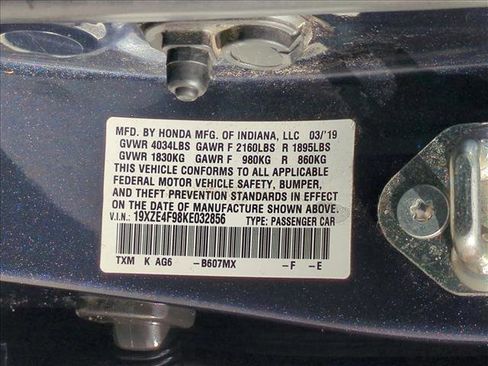 MFD. BY HONDA MFG. OF INDIANA, LLC 03/'19
GVWR 4034LBS GAWR F 2160LBS R 1895LBS
GVWR 1830KG GAWR F 980KG R 860KG
THIS VEHICLE CONFORMS TO ALL APPLICABLE
FEDERAL MOTOR VEHICLE SAFETY, BUMPER,
AND THEFT PREVENTION STANDARDS IN EFFECT
ON THE DATE OF MANUFACTURE SHOWN ABOVE.
V.I.N.: 19XZE4F98KE032856 TYPE: PASSENGER CAR
TXM K AG6 -B607MX -F -E